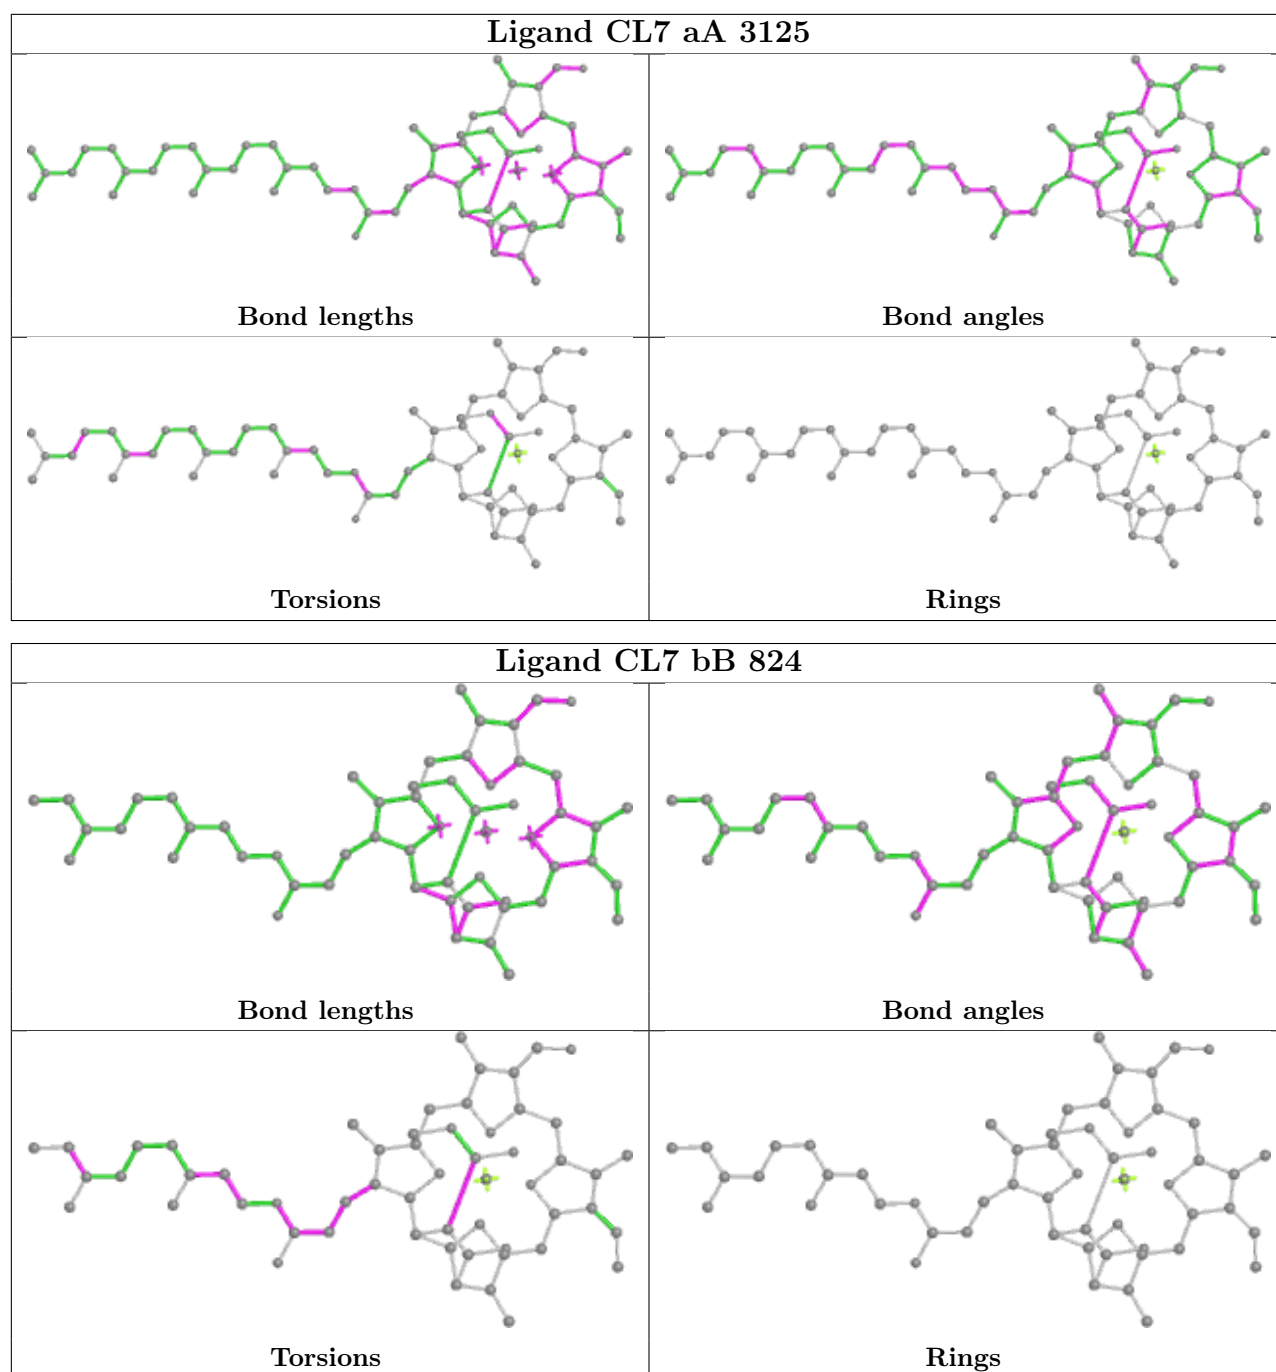 Ligand CL7 aA 3125
Bond lengths
Bond angles
Torsions
Rings
Ligand CL7 bB 824
Bond lengths
Bond angles
Torsions
Rings